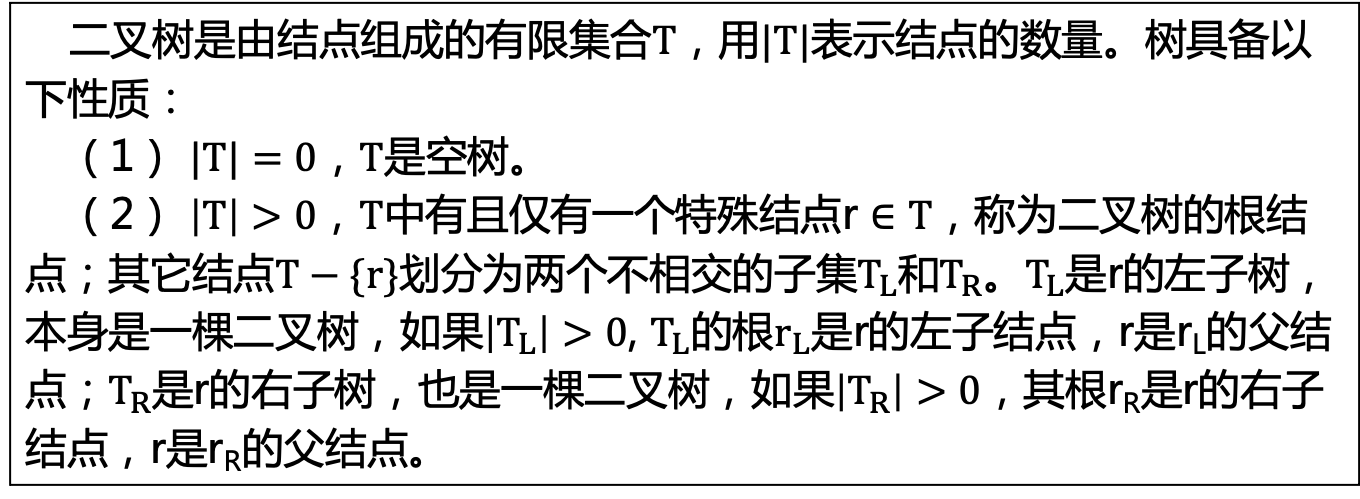 二叉树是由结点组成的有限集合T，用|T|表示结点的数量。树具备以
下性质：
（1）|T| = 0，T是空树。
（2）|T| > 0，T中有且仅有一个特殊结点r ∈ T，称为二叉树的根结
点；其它结点T − {r}划分为两个不相交的子集T_L和T_R。T_L是r的左子树，
本身是一棵二叉树，如果|T_L| > 0, T_L的根r_L是r的左子结点，r是r_L的父结
点；T_R是r的右子树，也是一棵二叉树，如果|T_R| > 0，其根r_R是r的右子
结点，r是r_R的父结点。